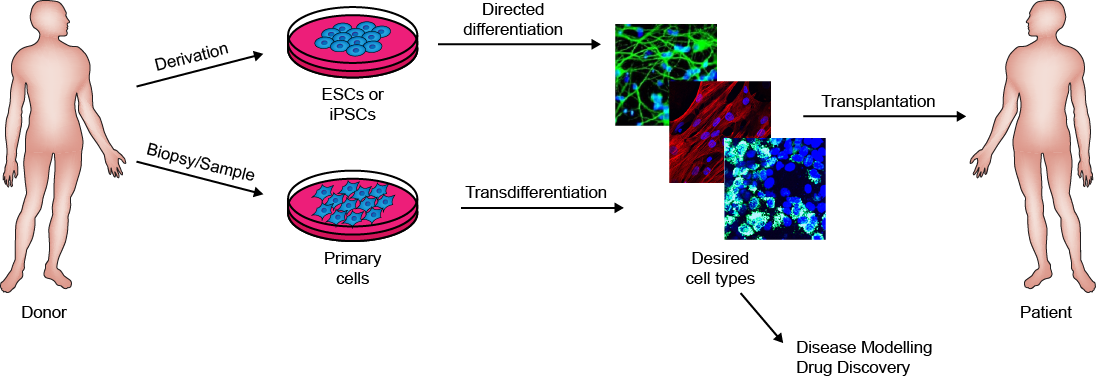 Derivation
ESCs or
iPSCs
Directed
differentiation
Biopsy/Sample
Primary
cells
Transdifferentiation
Desired
cell types
Transplantation
Donor
Patient
Disease Modelling
Drug Discovery